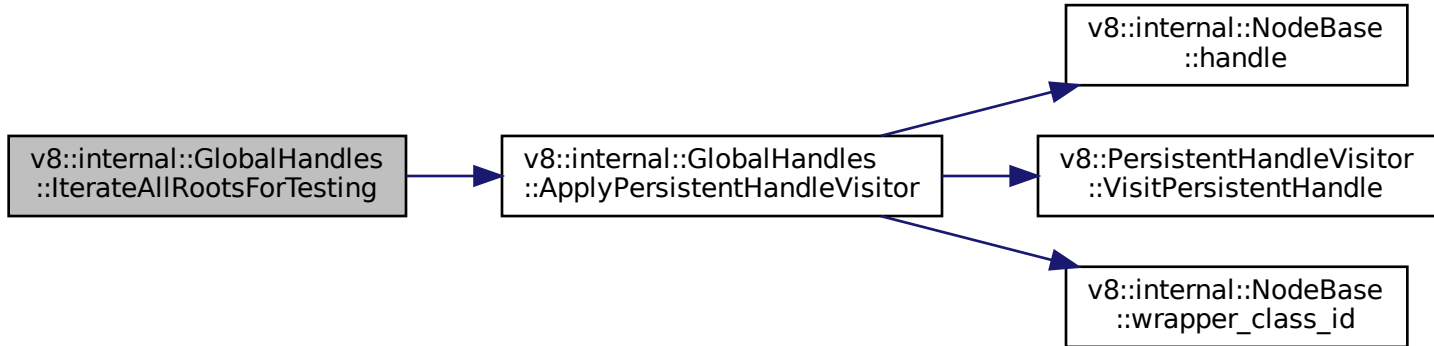 v8::internal::GlobalHandles
::IterateAllRootsForTesting
v8::internal::GlobalHandles
::ApplyPersistentHandleVisitor
v8::internal::NodeBase
::handle
v8::PersistentHandleVisitor
::VisitPersistentHandle
v8::internal::NodeBase
::wrapper_class_id